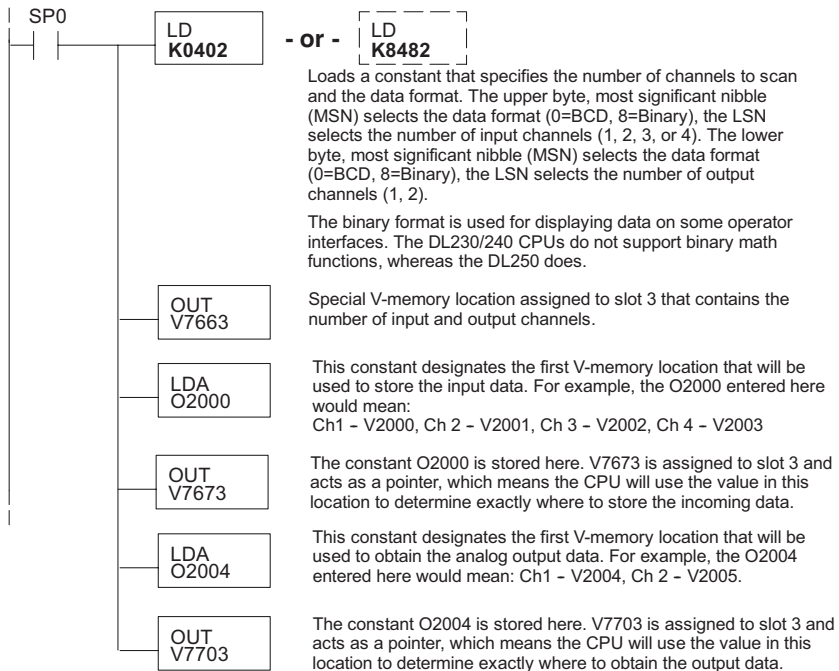 SP0
LD
K0402
- or -
LD
K8482
Loads a constant that specifies the number of channels to scan
and the data format. The upper byte, most significant nibble
(MSN) selects the data format (0=BCD, 8=Binary), the LSN
selects the number of input channels (1, 2, 3, or 4). The lower
byte, most significant nibble (MSN) selects the data format
(0=BCD, 8=Binary), the LSN selects the number of output
channels (1, 2).
The binary format is used for displaying data on some operator
interfaces. The DL230/240 CPUs do not support binary math
functions, whereas the DL250 does.
OUT
V7663
Special V-memory location assigned to slot 3 that contains the
number of input and output channels.
LDA
O2000
This constant designates the first V-memory location that will be
used to store the input data. For example, the O2000 entered here
would mean:
Ch1 - V2000, Ch 2 - V2001, Ch 3 - V2002, Ch 4 - V2003
OUT
V7673
The constant O2000 is stored here. V7673 is assigned to slot 3 and
acts as a pointer, which means the CPU will use the value in this
location to determine exactly where to store the incoming data.
LDA
O2004
This constant designates the first V-memory location that will be
used to obtain the analog output data. For example, the O2004
entered here would mean: Ch1 - V2004, Ch 2 - V2005.
OUT
V7703
The constant O2004 is stored here. V7703 is assigned to slot 3 and
acts as a pointer, which means the CPU will use the value in this
location to determine exactly where to obtain the output data.